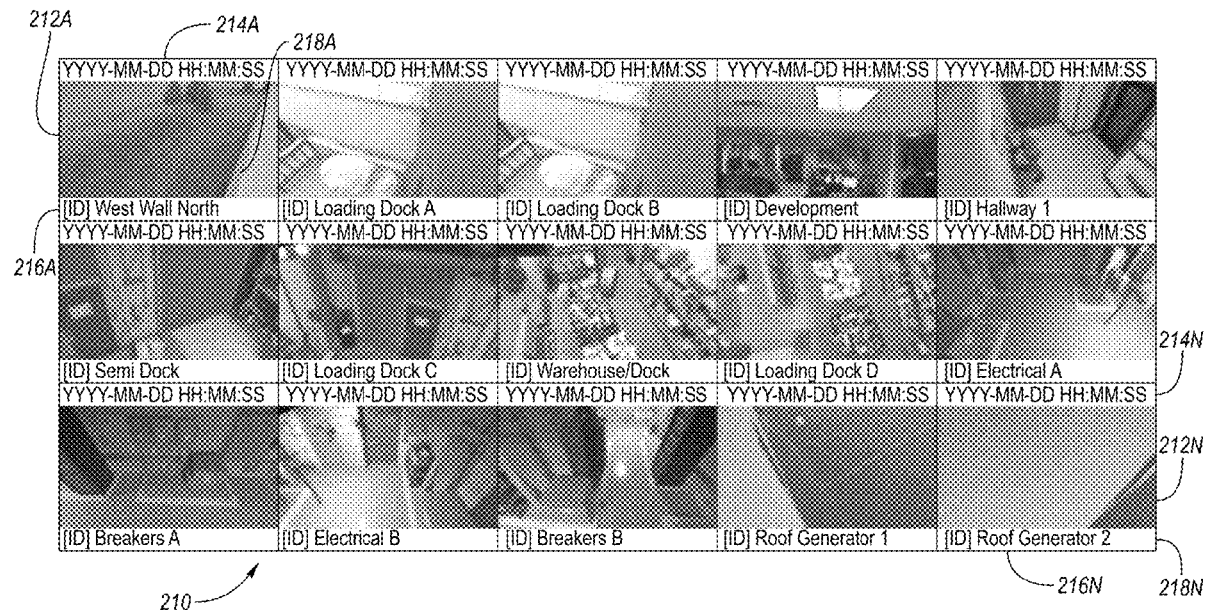 212A
214A
218A
YYYY-MM-DD HH:MM:SS YYYY-MM-DD HH:MM:SS YYYY-MM-DD HH:MM:SS YYYY-MM-DD HH:MM:SS YYYY-MM-DD HH:MM:SS
[ID] West Wall North [ID] Loading Dock A [ID] Loading Dock B [ID] Development [ID] Hallway 1
YYYY-MM-DD HH:MM:SS YYYY-MM-DD HH:MM:SS YYYY-MM-DD HH:MM:SS YYYY-MM-DD HH:MM:SS YYYY-MM-DD HH:MM:SS
216A
214N
[ID] Semi Dock [ID] Loading Dock C [ID] Warehouse/Dock [ID] Loading Dock D [ID] Electrical A
YYYY-MM-DD HH:MM:SS YYYY-MM-DD HH:MM:SS YYYY-MM-DD HH:MM:SS YYYY-MM-DD HH:MM:SS YYYY-MM-DD HH:MM:SS
212N
[ID] Breakers A [ID] Electrical B [ID] Breakers B [ID] Roof Generator 1 [ID] Roof Generator 2
210
216N
218N